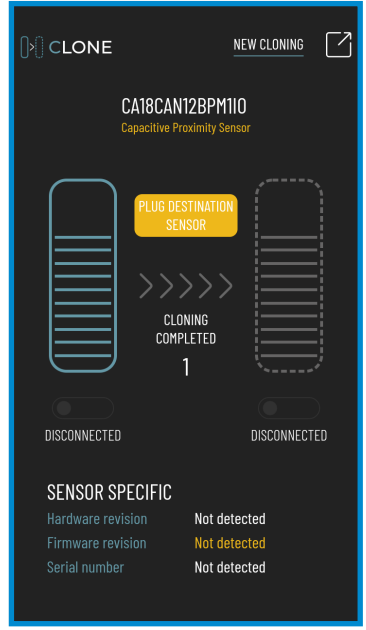 CLONE
NEW CLONING
CA18CAN12BPM1IO
Capacitive Proximity Sensor
PLUG DESTINATION
SENSOR
CLONING
COMPLETED
1
DISCONNECTED
DISCONNECTED
SENSOR SPECIFIC
Hardware revision Not detected
Firmware revision Not detected
Serial number Not detected